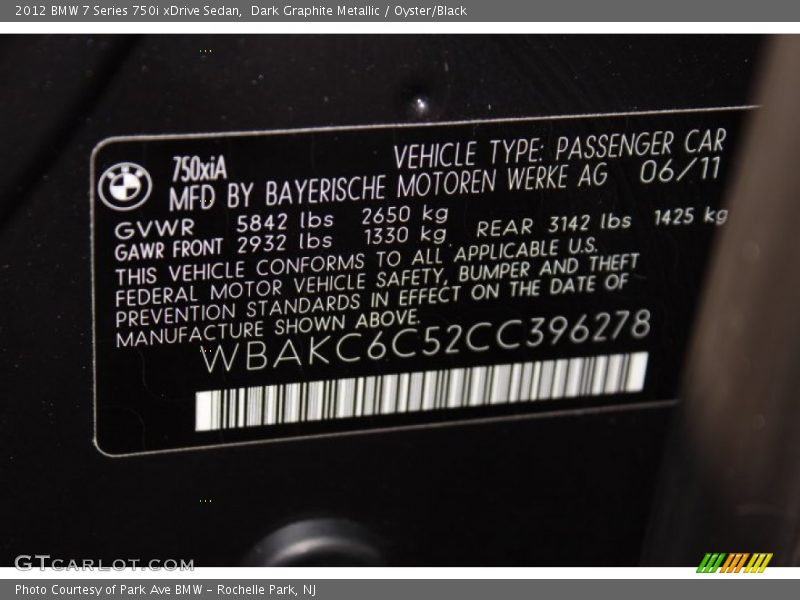 2012 BMW 7 Series 750i xDrive Sedan, Dark Graphite Metallic / Oyster/Black
BMW
750xiA
VEHICLE TYPE: PASSENGER CAR
MFD BY BAYERISCHE MOTOREN WERKE AG 06/11
GVWR 5842 lbs 2650 kg
GAWR FRONT 2932 lbs 1330 kg REAR 3142 lbs 1425 kg
THIS VEHICLE CONFORMS TO ALL APPLICABLE U.S.
FEDERAL MOTOR VEHICLE SAFETY, BUMPER AND THEFT
PREVENTION STANDARDS IN EFFECT ON THE DATE OF
MANUFACTURE SHOWN ABOVE.
WBAKC6C52CC396278
GTCARLOT.COM
Photo Courtesy of Park Ave BMW - Rochelle Park, NJ